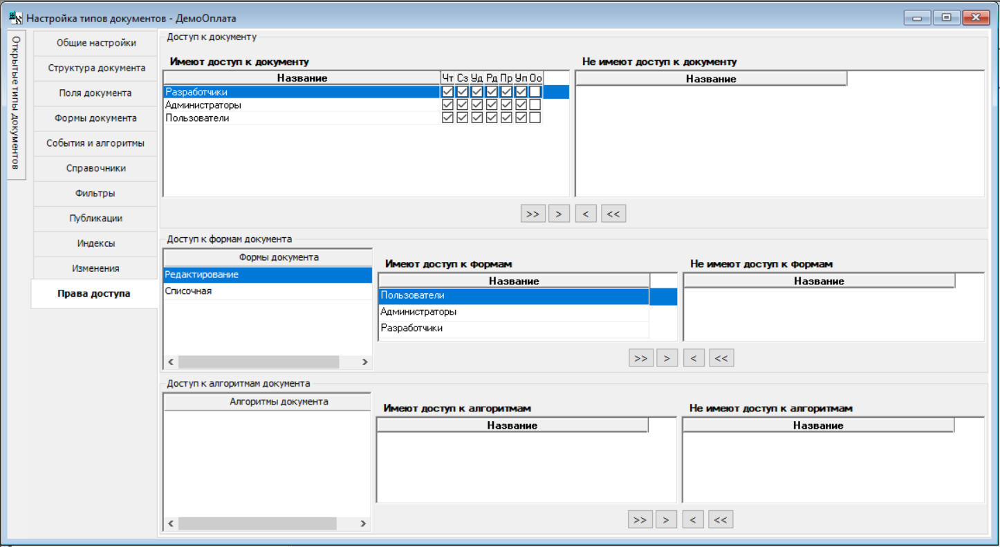 Настройка типов документов - ДемоОплата
Открытые типы документов
Общие настройки
Структура документа
Поля документа
Формы документа
События и алгоритмы
Справочники
Фильтры
Публикации
Индексы
Изменения
Права доступа
Доступ к документу
Имеют доступ к документу
Название Чт Сз Уд Рд Пр Уп Оо
Разработчики
Администраторы
Пользователи
Не имеют доступ к документу
Название
>> > < <<
Доступ к формам документа
Формы документа
Редактирование
Списочная
Имеют доступ к формам
Название
Пользователи
Администраторы
Разработчики
Не имеют доступ к формам
Название
>> > < <<
Доступ к алгоритмам документа
Алгоритмы документа
Имеют доступ к алгоритмам
Название
Не имеют доступ к алгоритмам
Название
>> > < <<